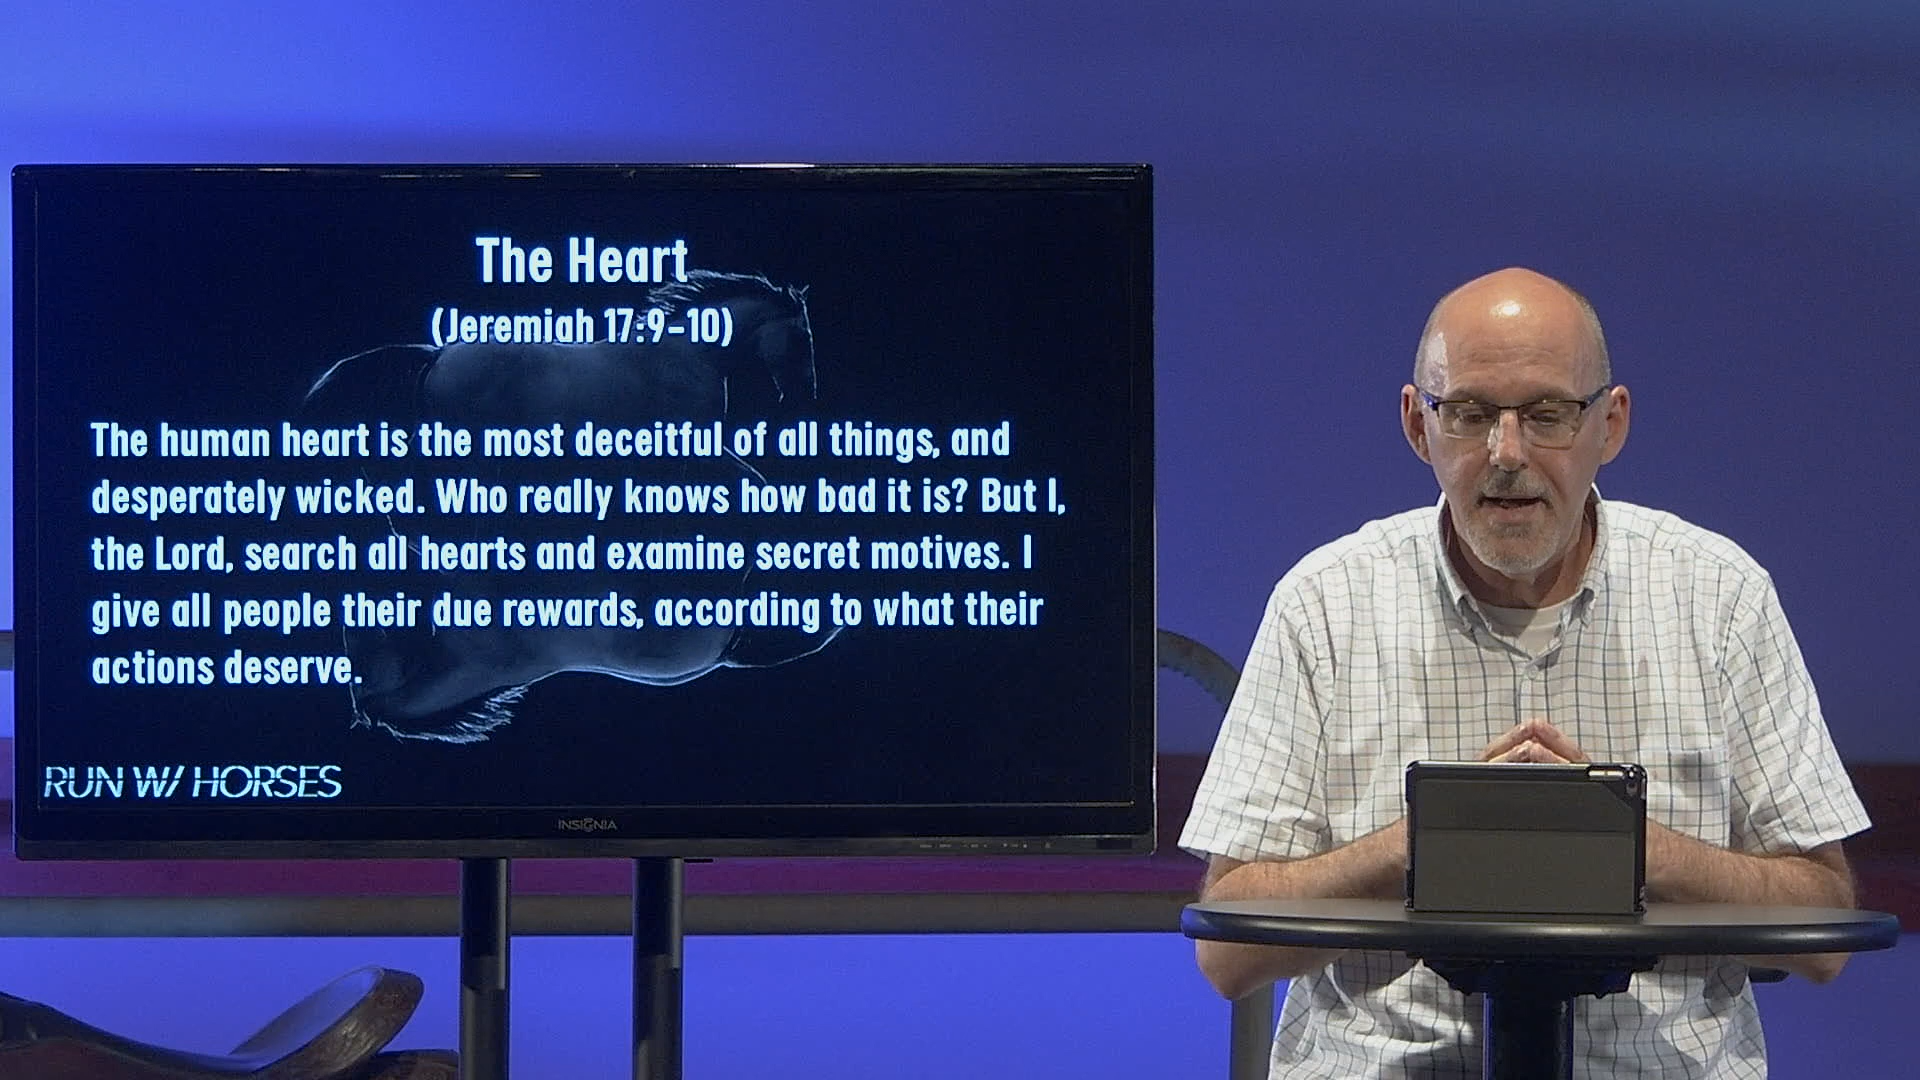 The Heart
(Jeremiah 17:9-10)
The human heart is the most deceitful of all things, and
desperately wicked. Who really knows how bad it is? But I,
the Lord, search all hearts and examine secret motives. I
give all people their due rewards, according to what their
actions deserve.
RUN W/ HORSES
INSIGNIA